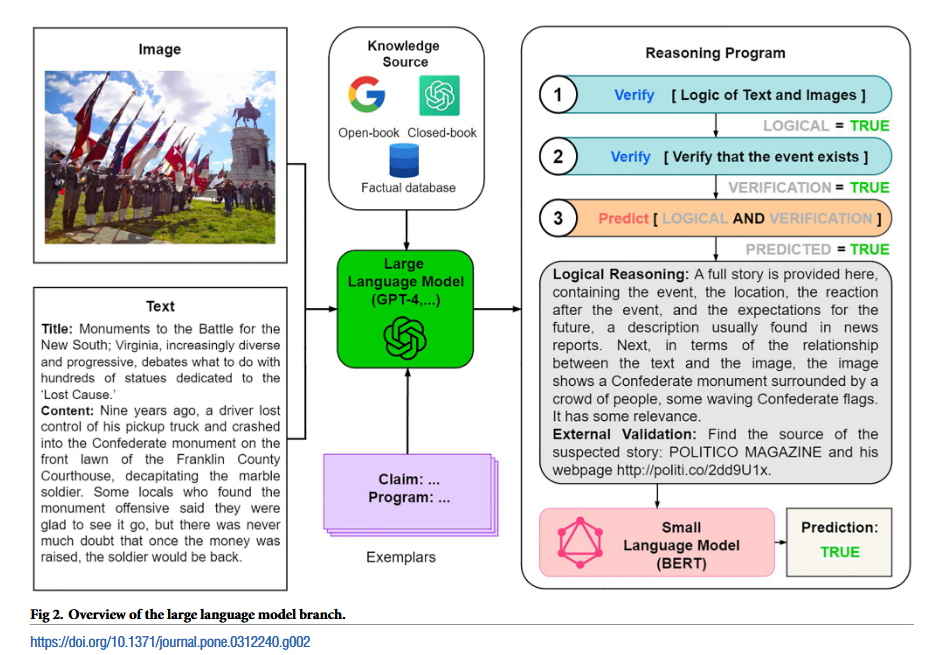 Image
Text
Title: Monuments to the Battle for the
New South; Virginia, increasingly diverse
and progressive, debates what to do with
hundreds of statues dedicated to the
‘Lost Cause.’
Content: Nine years ago, a driver lost
control of his pickup truck and crashed
into the Confederate monument on the
front lawn of the Franklin County
Courthouse, decapitating the marble
soldier. Some locals who found the
monument offensive said they were
glad to see it go, but there was never
much doubt that once the money was
raised, the soldier would be back.
Knowledge
Source
Open-book
Closed-book
Factual database
Large
Language Model
(GPT-4,...)
Claim: ...
Program: ...
Exemplars
Reasoning Program
1 Verify [ Logic of Text and Images ]
LOGICAL = TRUE
2 Verify [ Verify that the event exists ]
VERIFICATION = TRUE
3 Predict [ LOGICAL AND VERIFICATION ]
PREDICTED = TRUE
Logical Reasoning: A full story is provided here,
containing the event, the location, the reaction
after the event, and the expectations for the
future, a description usually found in news
reports. Next, in terms of the relationship
between the text and the image, the image
shows a Confederate monument surrounded by a
crowd of people, some waving Confederate flags.
It has some relevance.
External Validation: Find the source of the
suspected story: POLITICO MAGAZINE and his
webpage http://politi.co/2dd9U1x.
Small
Language Model
(BERT)
Prediction:
TRUE
Fig 2. Overview of the large language model branch.
https://doi.org/10.1371/journal.pone.0312240.g002